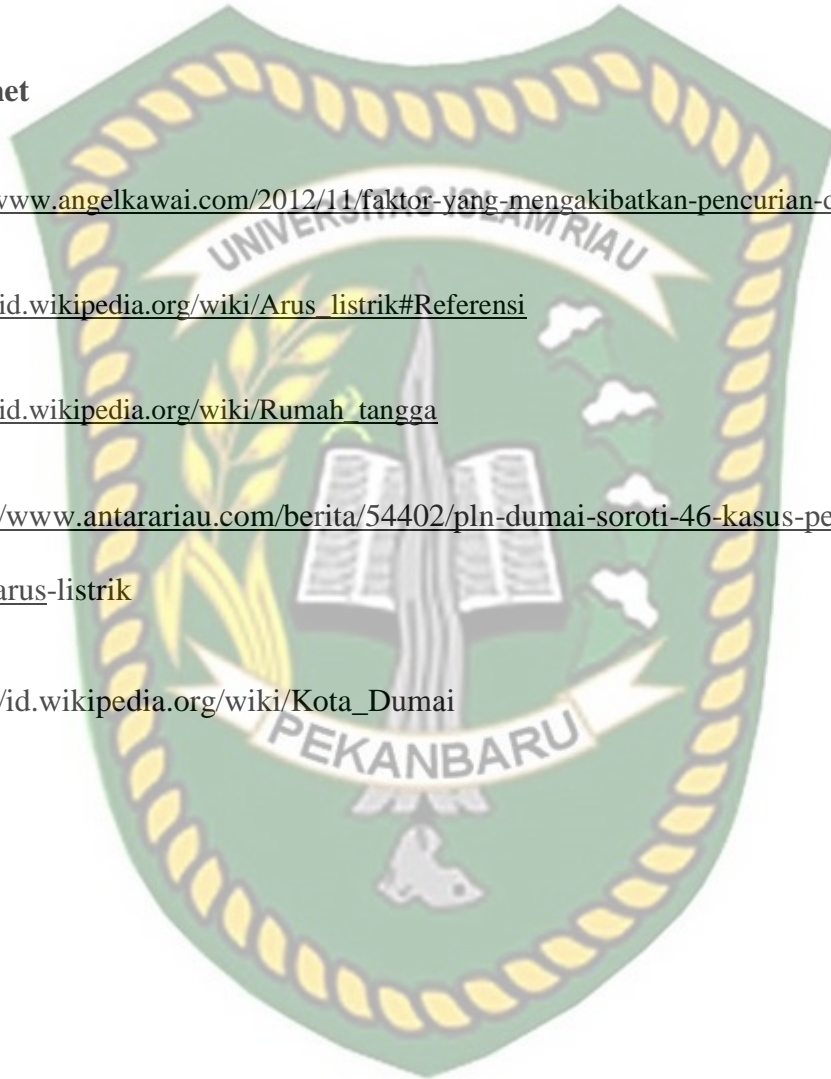 net
www.angelkawai.com/2012/11/faktor-yang-mengakibatkan-pencurian-d
UNIVERSITAS ISLAM RIAU
id.wikipedia.org/wiki/Arus_listrik#Referensi
id.wikipedia.org/wiki/Rumah_tangga
/www.antarariau.com/berita/54402/pln-dumai-soroti-46-kasus-pe
arus-listrik
/id.wikipedia.org/wiki/Kota_Dumai
PEKANBARU